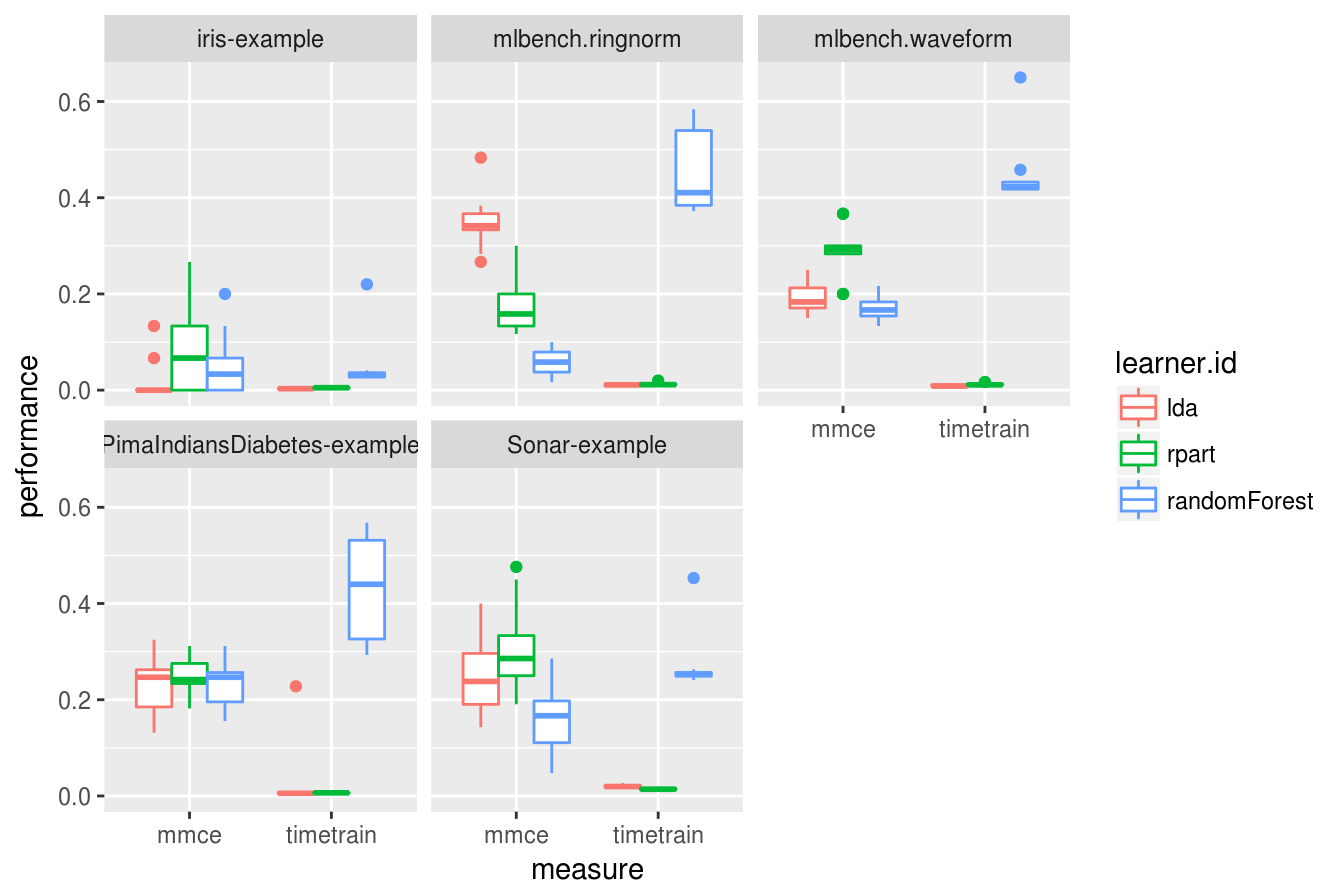 iris-example
mlbench.ringnorm
mlbench.waveform
0.6
0.4
0.2
0.0
mmce
timetrain
PimaIndiansDiabetes-example
Sonar-example
0.6
0.4
0.2
0.0
mmce
timetrain
mmce
timetrain
measure
performance
learner.id
lda
rpart
randomForest